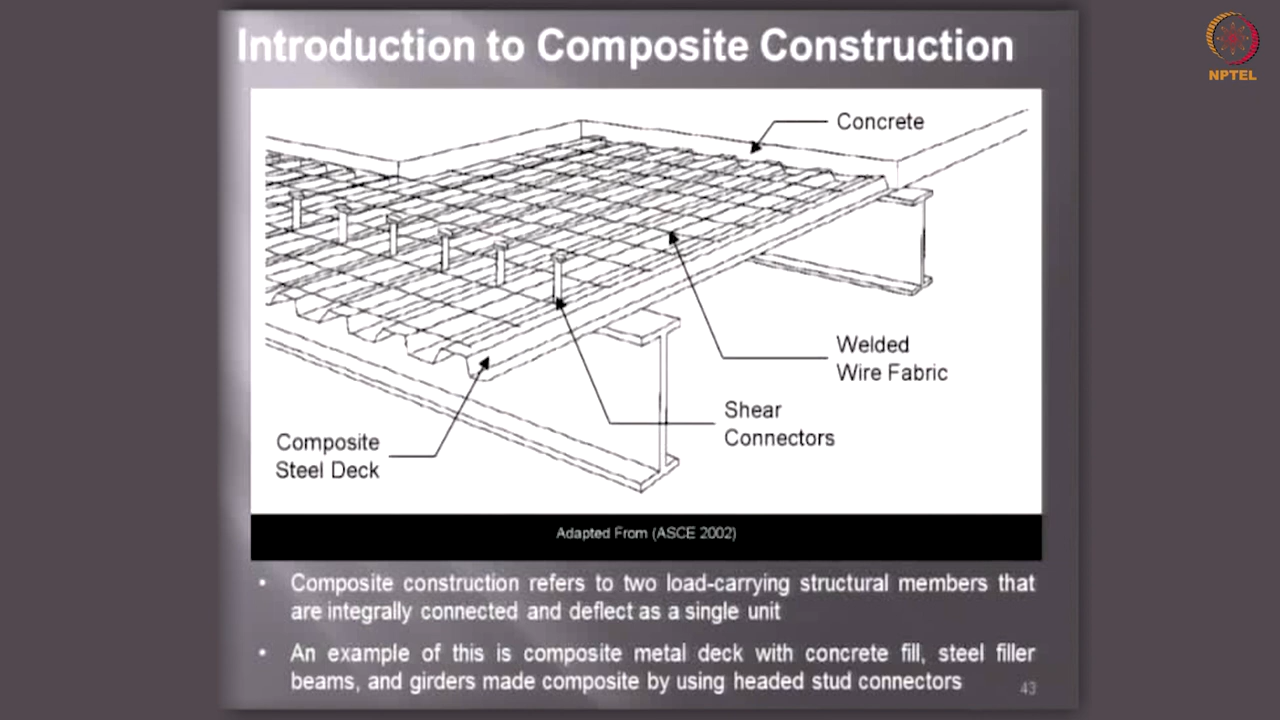 Introduction to Composite Construction
NPTEL
Concrete
Welded
Wire Fabric
Shear
Connectors
Composite
Steel Deck
Adapted From (ASCE 2002)
• Composite construction refers to two load-carrying structural members that
are integrally connected and deflect as a single unit
• An example of this is composite metal deck with concrete fill, steel filler
beams, and girders made composite by using headed stud connectors
43